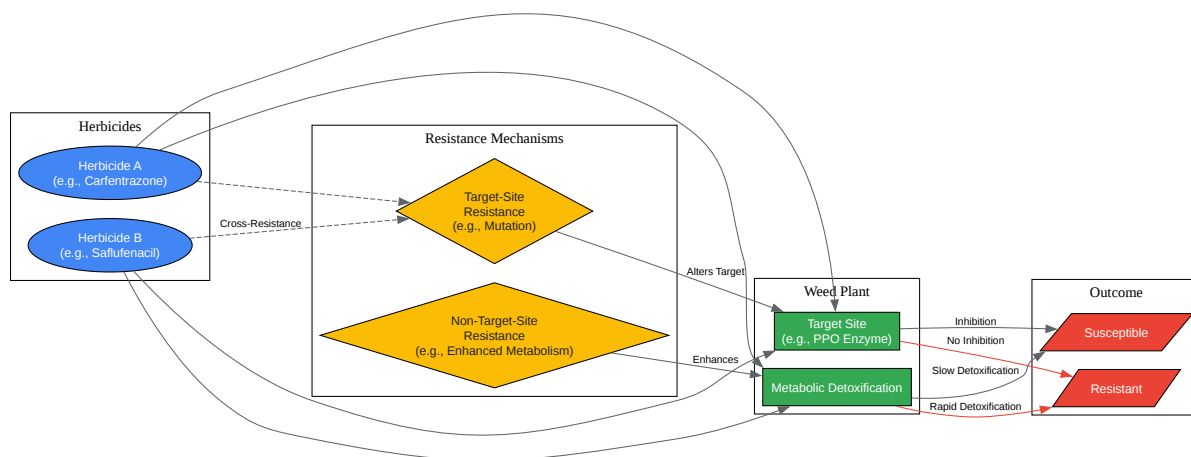 Herbicides
Herbicide A
(e.g., Carfentrazone)
Herbicide B
(e.g., Saflufenacil)
Cross-Resistance
Resistance Mechanisms
Target-Site
Resistance
(e.g., Mutation)
Non-Target-Site
Resistance
(e.g., Enhanced Metabolism)
Alters Target
Enhances
Weed Plant
Target Site
(e.g., PPO Enzyme)
Metabolic Detoxification
Inhibition
No Inhibition
Slow Detoxification
Rapid Detoxification
Outcome
Susceptible
Resistant